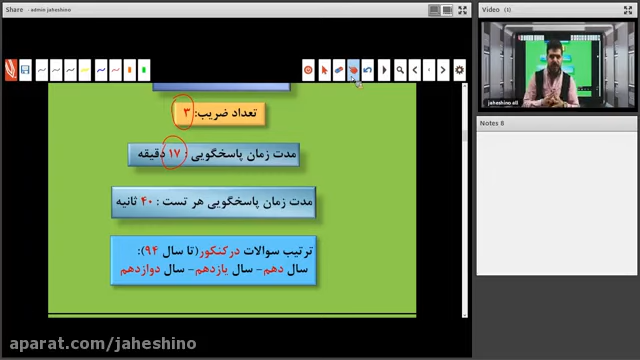 Share - admin jaheshino
Video (1)
jaheshino ali
Notes 8
تعداد ضریب: ۳
مدت زمان پاسخگویی : ۱۷ دقیقه
مدت زمان پاسخگویی هر تست : ۴۰ ثانیه
ترتیب سوالات درکنکور(تا سال ۹۴):
سال دهم- سال یازدهم- سال دوازدهم
aparat.com/jaheshino